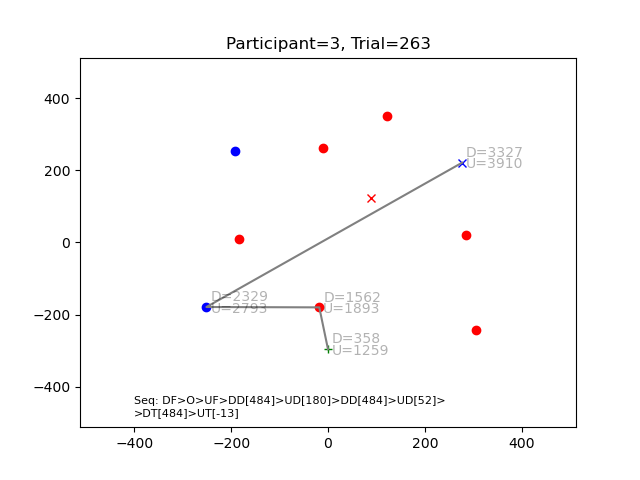 Participant=3, Trial=263
400
200
0
−200
−400
D=3327
U=3910
D=2329
U=2793
D=1562
U=1893
D=358
U=1259
Seq: DF>O>UF>DD[484]>UD[180]>DD[484]>UD[52]>
>DT[484]>UT[-13]
−400 −200 0 200 400